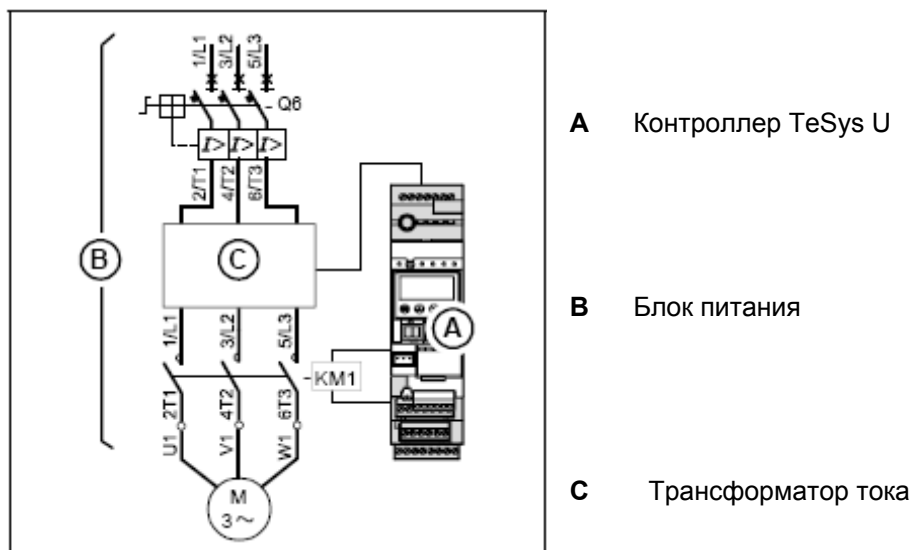 1/L1 3/L2 5/L3
- Q6
I> I> I>
2/T1 4/T2 6/T3
B
C
1/L1 3/L2 5/L3
A
- KM1
2T1 4T2 6T3
U1 V1 W1
M
3~
A Контроллер TeSys U
B Блок питания
C Трансформатор тока